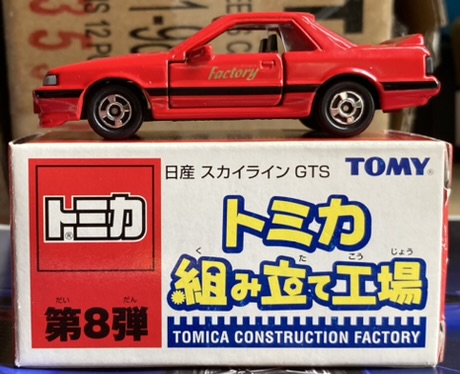 Factory
日産 スカイライン GTS
TOMY®
トミカ®
トミカ
組み立て工場
く た こう じょう
だい だん
第8弾
TOMICA CONSTRUCTION FACTORY